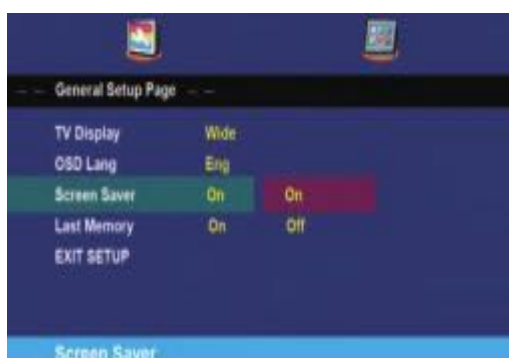 -- -- General Setup Page -- --
TV Display Wide
OSD Lang Eng
Screen Saver On On
Last Memory On Off
EXIT SETUP
Screen Saver